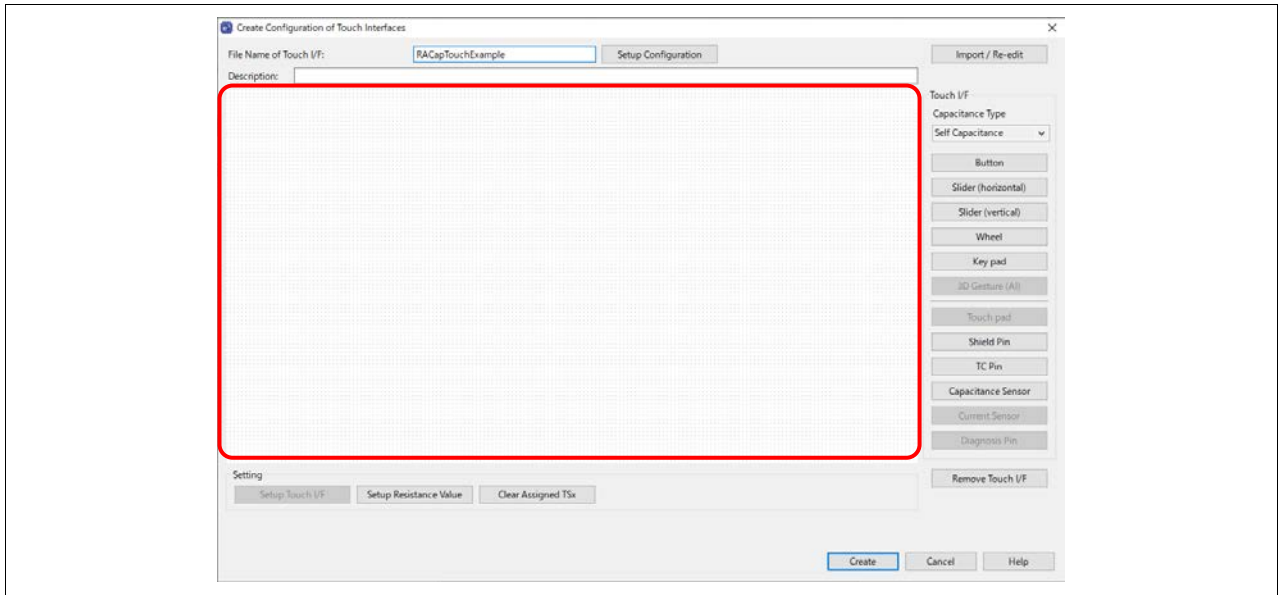 Create Configuration of Touch Interfaces
File Name of Touch I/F: RACapTouchExample Setup Configuration Import / Re-edit
Description:
Touch I/F
Capacitance Type
Self Capacitance
Button
Slider (horizontal)
Slider (vertical)
Wheel
Key pad
3D Gesture (AI)
Touch pad
Shield Pin
TC Pin
Capacitance Sensor
Current Sensor
Diagnosis Pin
Setting
Setup Touch I/F Setup Resistance Value Clear Assigned TSx Remove Touch I/F
Create Cancel Help